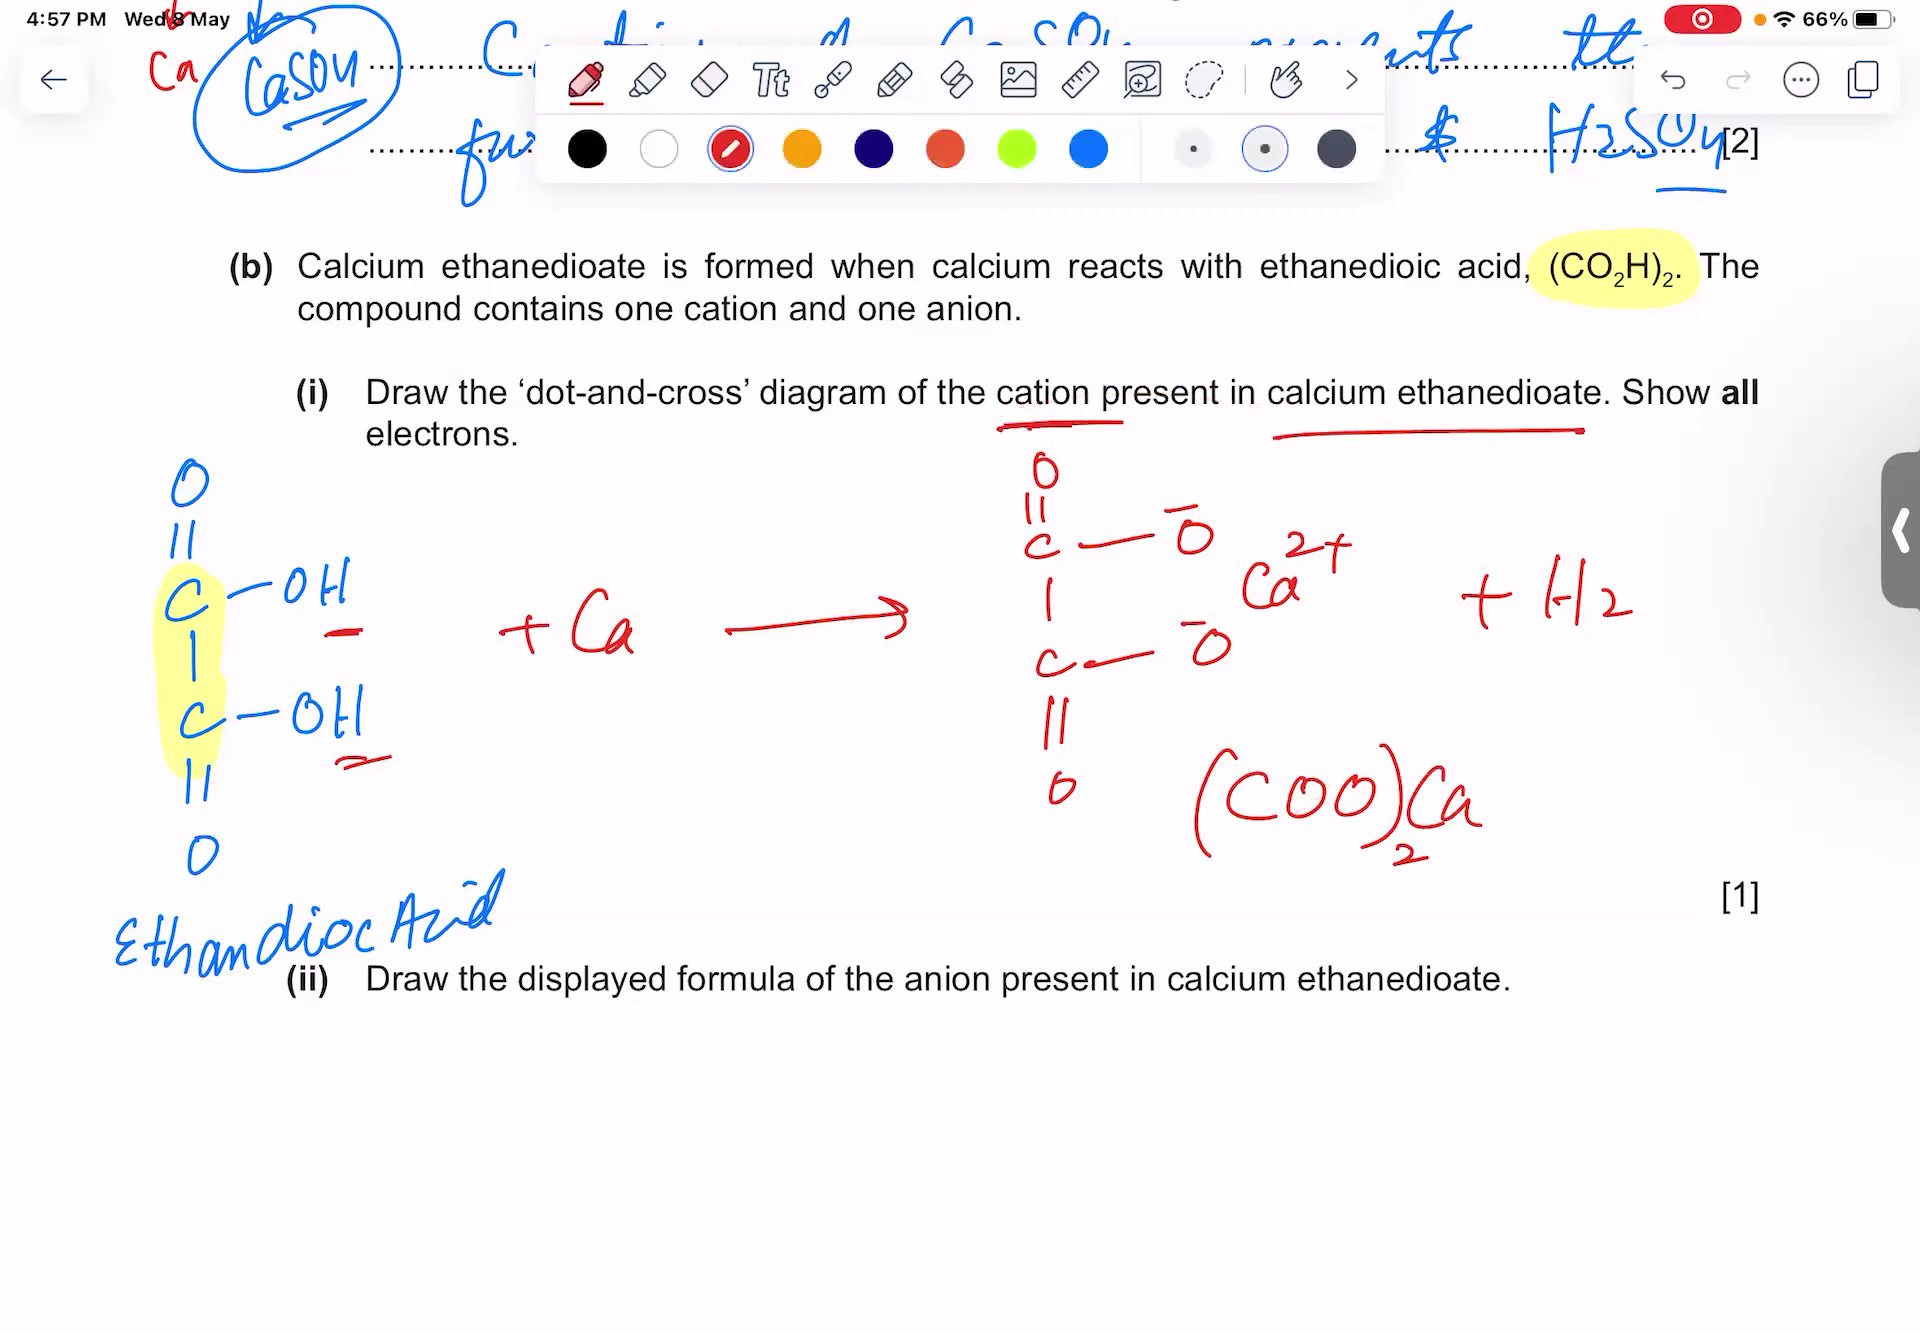 4:57 PM Wed 8 May
66%
Ca CaSO4
Tt
H2SO4 [2]
(b) Calcium ethanedioate is formed when calcium reacts with ethanedioic acid, (CO2H)2. The
compound contains one cation and one anion.
(i) Draw the ‘dot-and-cross’ diagram of the cation present in calcium ethanedioate. Show all
electrons.
O
||
C – OH
|
C – OH
||
O
+ Ca →
O
||
C – O⁻
|
C – O⁻
||
O
Ca2+
+ H2
(COO)2Ca
[1]
Ethandioc Acid
(ii) Draw the displayed formula of the anion present in calcium ethanedioate.